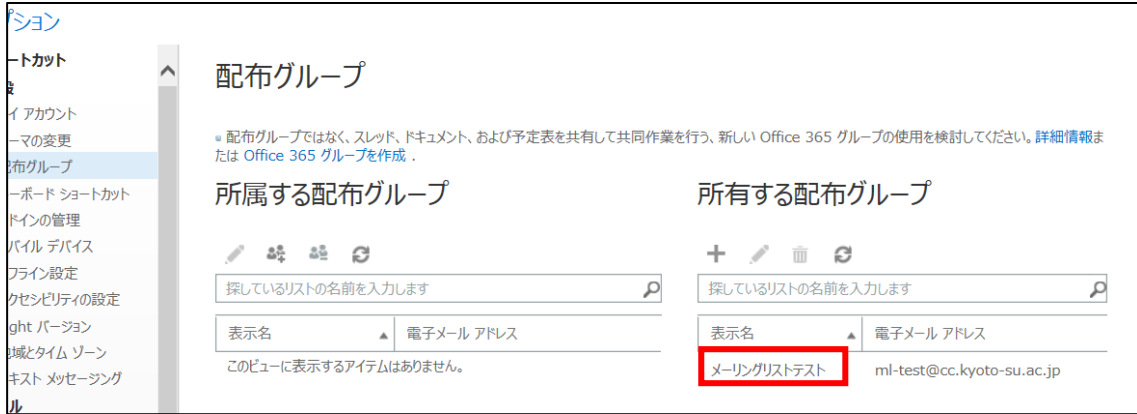 プション
ートカット
イ アカウント
ーマの変更
布グループ
ーボード ショートカット
ドインの管理
バイル デバイス
フライン設定
クセシビリティの設定
ght バージョン
域とタイム ゾーン
キスト メッセージング
ル
配布グループ
配布グループではなく、スレッド、ドキュメント、および予定表を共有して共同作業を行う、新しい Office 365 グループの使用を検討してください。詳細情報ま
たは Office 365 グループを作成 .
所属する配布グループ
探しているリストの名前を入力します
表示名 電子メール アドレス
このビューに表示するアイテムはありません。
所有する配布グループ
探しているリストの名前を入力します
表示名 電子メール アドレス
メーリングリストテスト ml-test@cc.kyoto-su.ac.jp